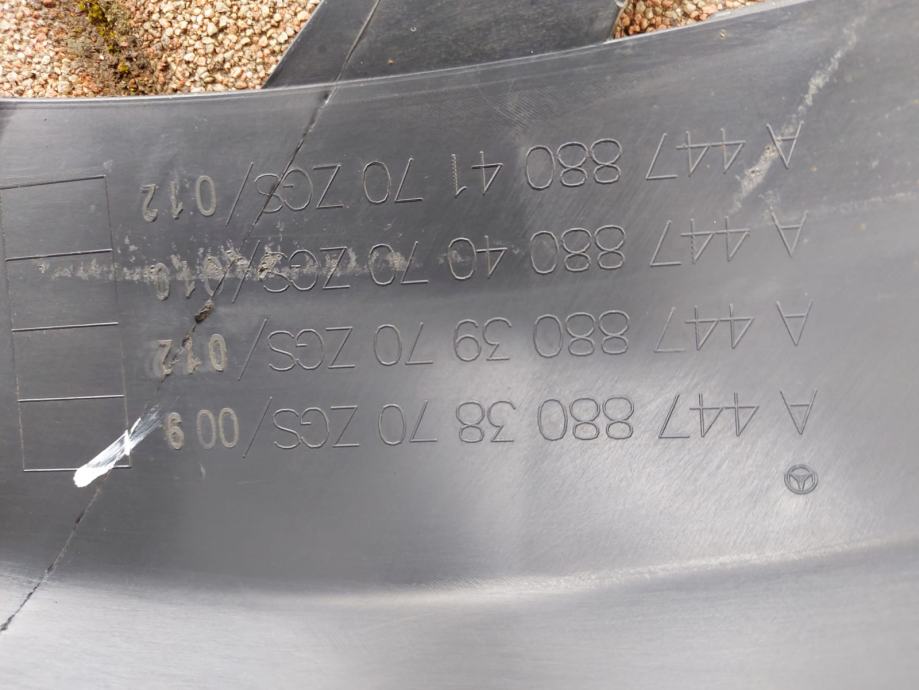 A 447 880 38 70 ZGS/ 009
A 447 880 39 70 ZGS/ 012
A 447 880 40 70 ZGS/ 010
A 447 880 41 70 ZGS/ 012